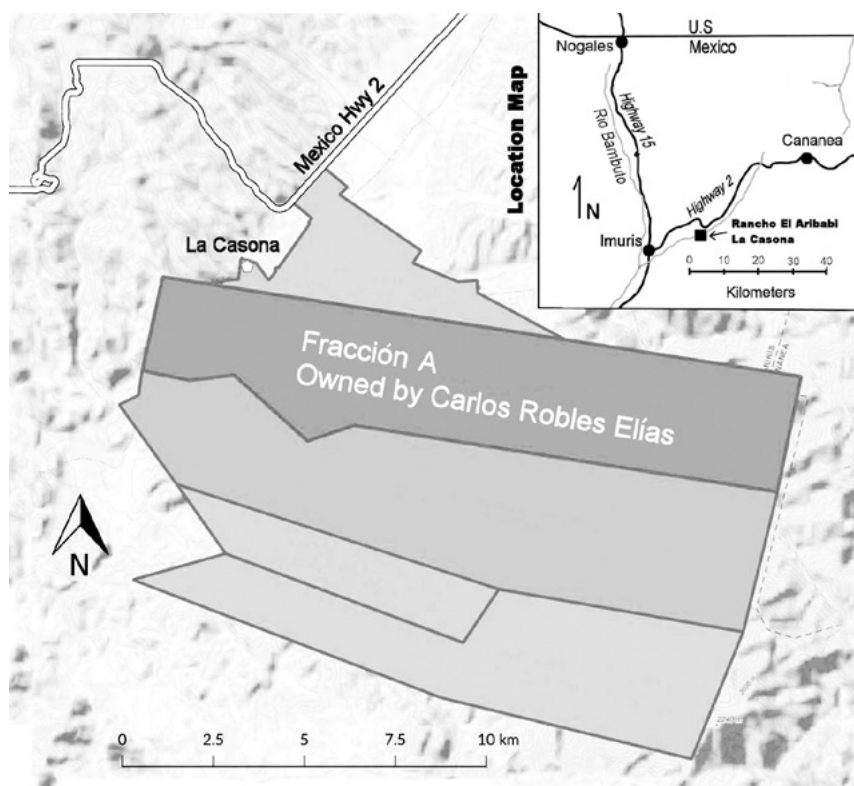 Location Map
U.S
Mexico
Nogales
Highway 15
Rio Bambuto
Cananea
Highway 2
N
Rancho El Aribabi
La Casona
Imuris
0 10 20 30 40 50
Kilometers
Mexico Hwy 2
La Casona
Fracción A
Owned by Carlos Robles Elías
N
0 2.5 5 7.5 10 km